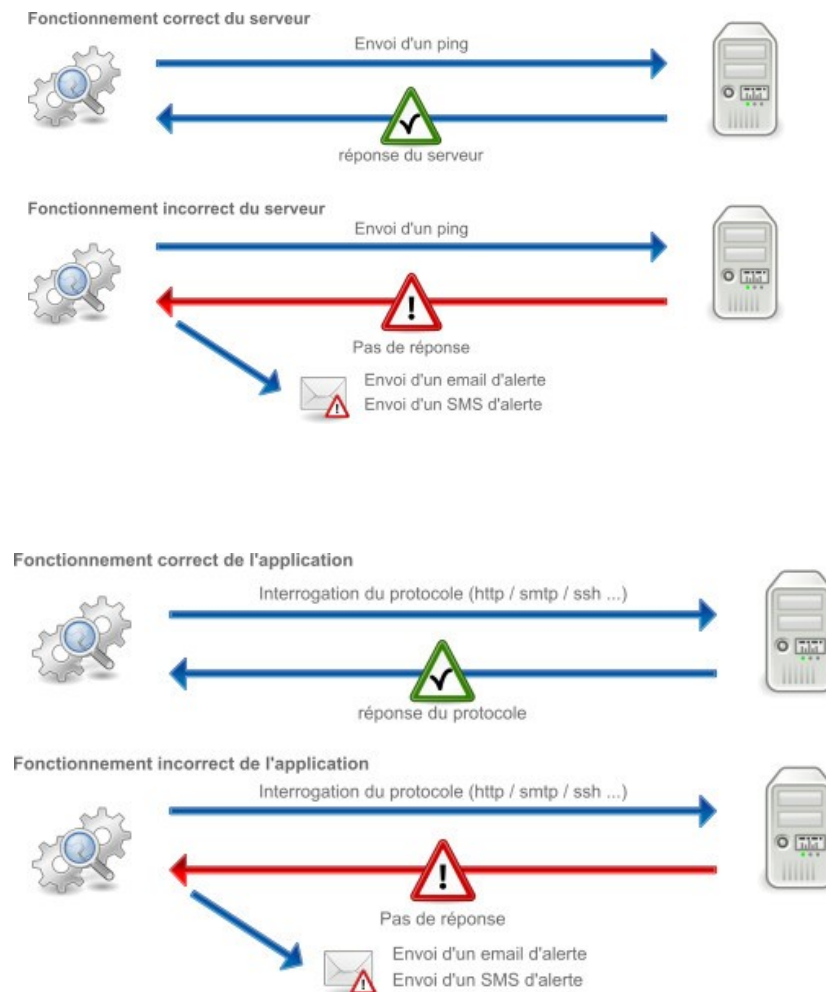 Fonctionnement correct du serveur
Envoi d'un ping
réponse du serveur
Fonctionnement incorrect du serveur
Envoi d'un ping
Pas de réponse
Envoi d'un email d'alerte
Envoi d'un SMS d'alerte
Fonctionnement correct de l'application
Interrogation du protocole (http / smtp / ssh ...)
réponse du protocole
Fonctionnement incorrect de l'application
Interrogation du protocole (http / smtp / ssh ...)
Pas de réponse
Envoi d'un email d'alerte
Envoi d'un SMS d'alerte